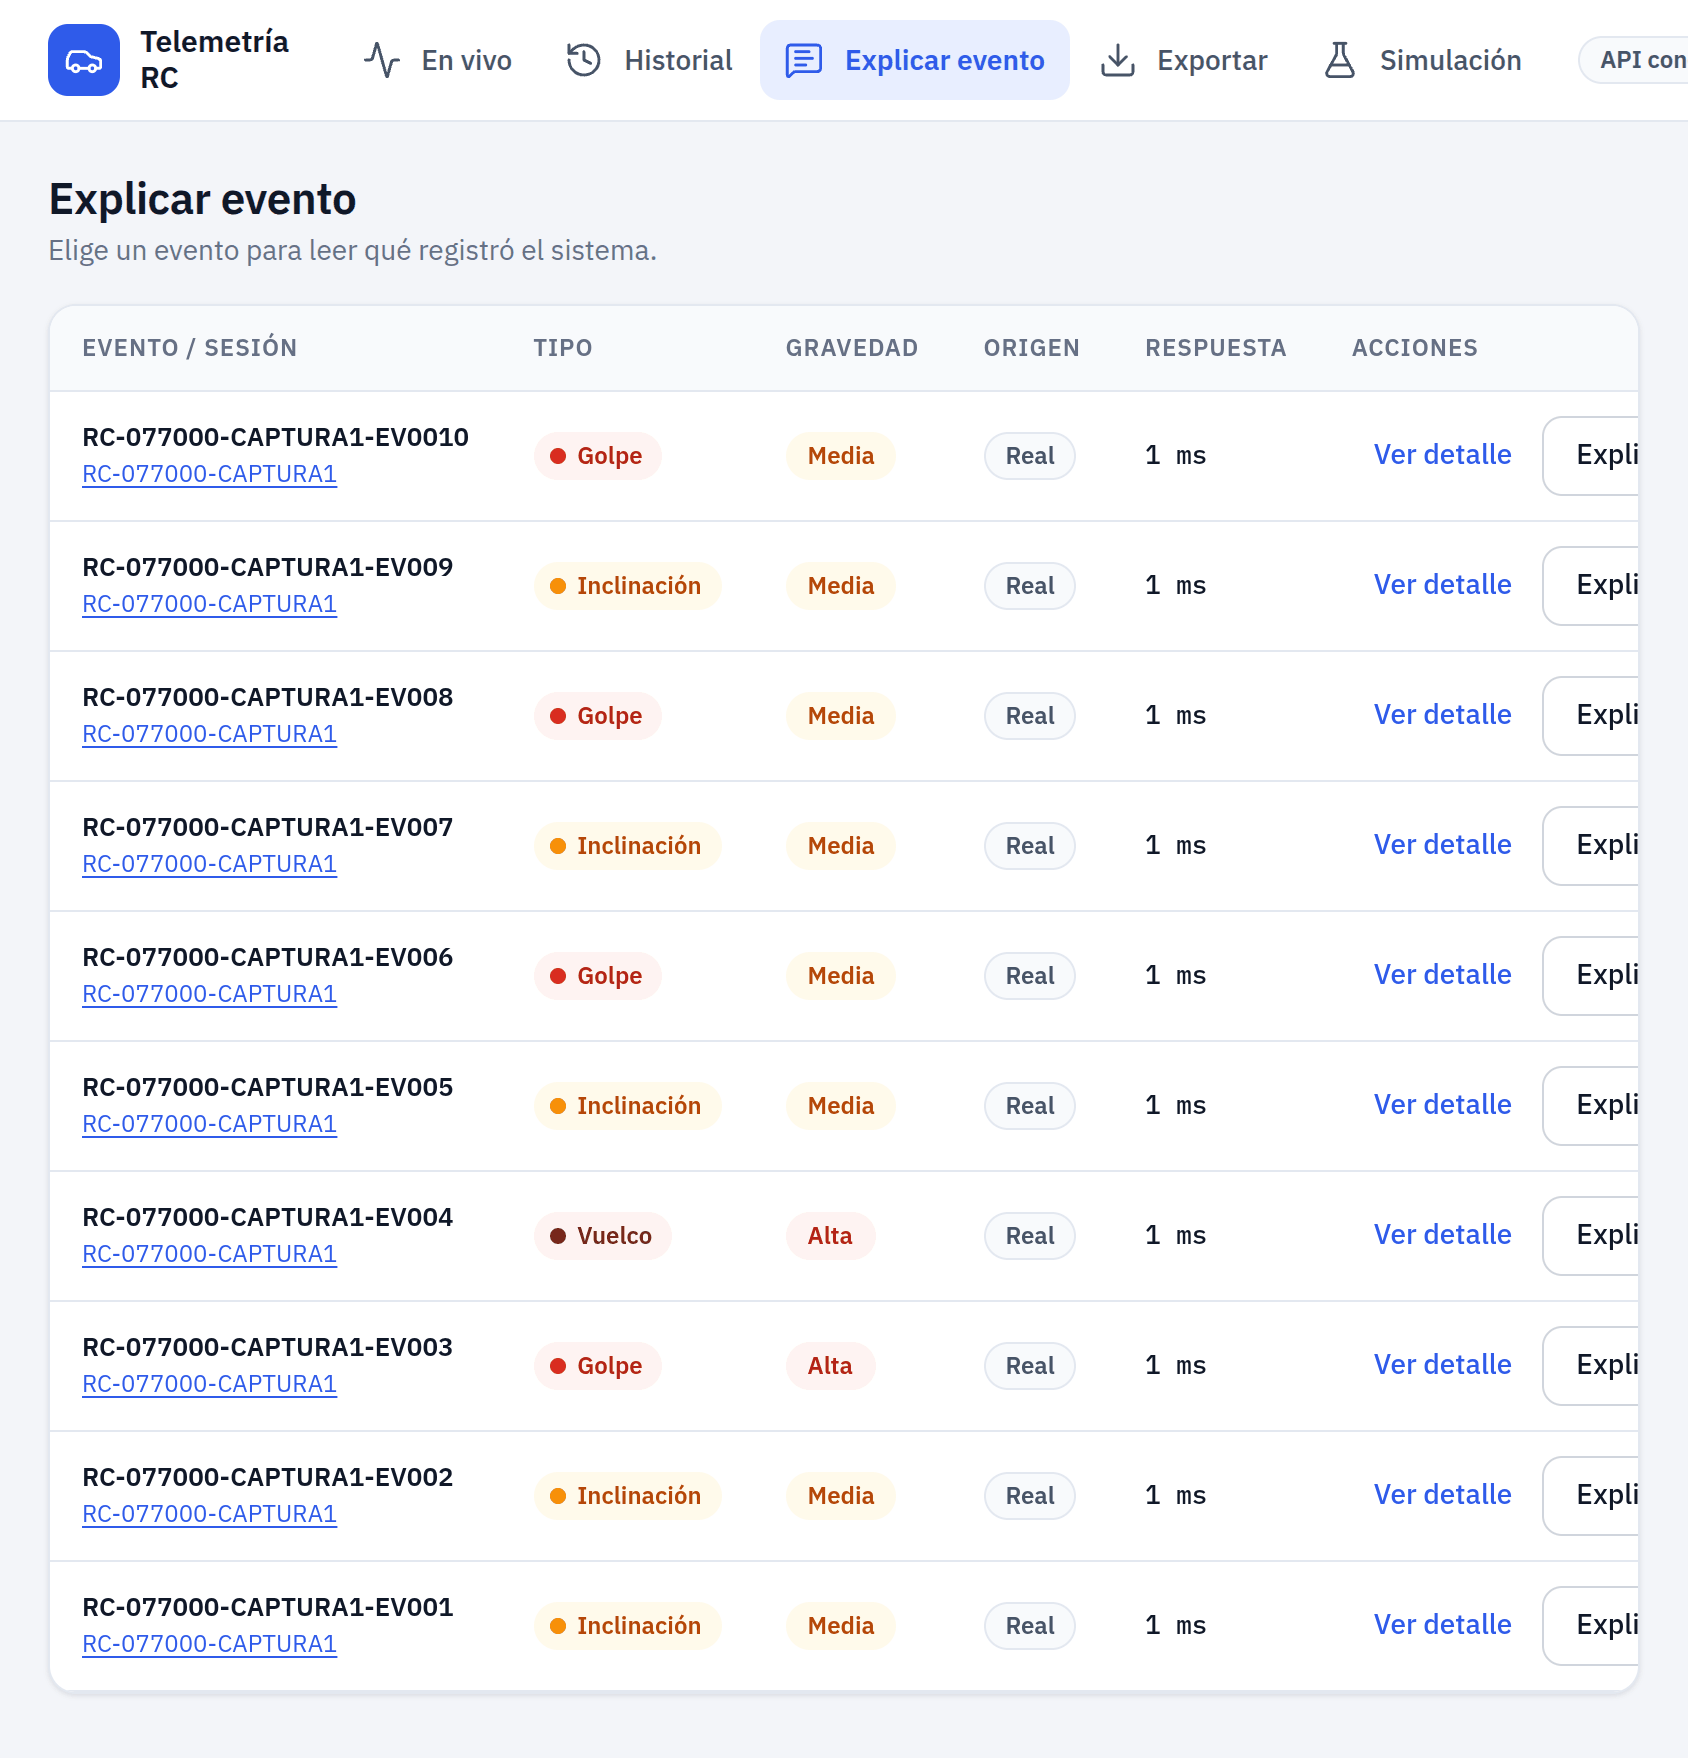 Telemetría
RC
En vivo
Historial
Explicar evento
Exportar
Simulación
API con
Explicar evento
Elige un evento para leer qué registró el sistema.
EVENTO / SESIÓN TIPO GRAVEDAD ORIGEN RESPUESTA ACCIONES
RC-077000-CAPTURA1-EV0010
RC-077000-CAPTURA1
Golpe Media Real 1 ms Ver detalle Expli
RC-077000-CAPTURA1-EV009
RC-077000-CAPTURA1
Inclinación Media Real 1 ms Ver detalle Expli
RC-077000-CAPTURA1-EV008
RC-077000-CAPTURA1
Golpe Media Real 1 ms Ver detalle Expli
RC-077000-CAPTURA1-EV007
RC-077000-CAPTURA1
Inclinación Media Real 1 ms Ver detalle Expli
RC-077000-CAPTURA1-EV006
RC-077000-CAPTURA1
Golpe Media Real 1 ms Ver detalle Expli
RC-077000-CAPTURA1-EV005
RC-077000-CAPTURA1
Inclinación Media Real 1 ms Ver detalle Expli
RC-077000-CAPTURA1-EV004
RC-077000-CAPTURA1
Vuelco Alta Real 1 ms Ver detalle Expli
RC-077000-CAPTURA1-EV003
RC-077000-CAPTURA1
Golpe Alta Real 1 ms Ver detalle Expli
RC-077000-CAPTURA1-EV002
RC-077000-CAPTURA1
Inclinación Media Real 1 ms Ver detalle Expli
RC-077000-CAPTURA1-EV001
RC-077000-CAPTURA1
Inclinación Media Real 1 ms Ver detalle Expli